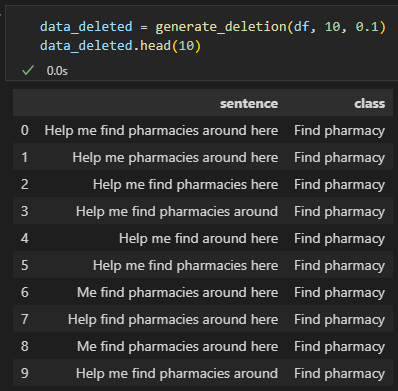 data_deleted = generate_deletion(df, 10, 0.1)
data_deleted.head(10)
0.0s
sentence class
0 Help me find pharmacies around here Find pharmacy
1 Help me pharmacies around here Find pharmacy
2 Help me find pharmacies here Find pharmacy
3 Help me find pharmacies around Find pharmacy
4 Help me find around here Find pharmacy
5 Help me find pharmacies here Find pharmacy
6 Me find pharmacies around here Find pharmacy
7 Help find pharmacies around here Find pharmacy
8 Me find pharmacies around here Find pharmacy
9 Help me find pharmacies around Find pharmacy